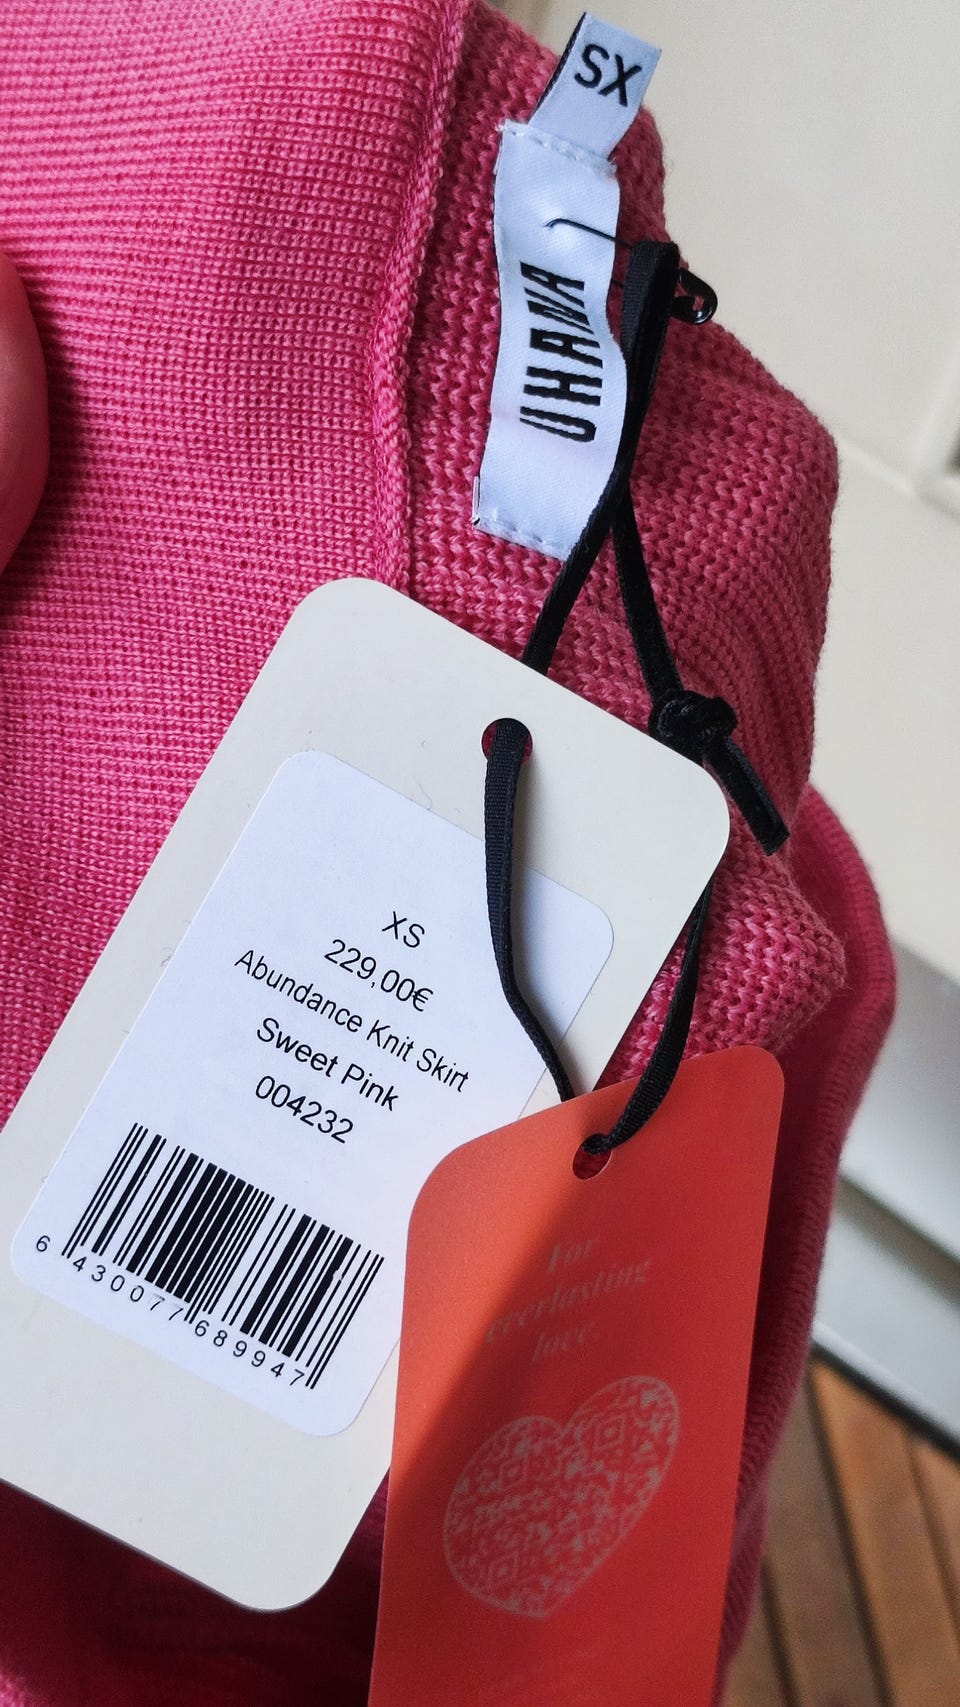 XS
UHANA
XS
229,00€
Abundance Knit Skirt
Sweet Pink
004232
6 430077 689947
For
everlasting
love.